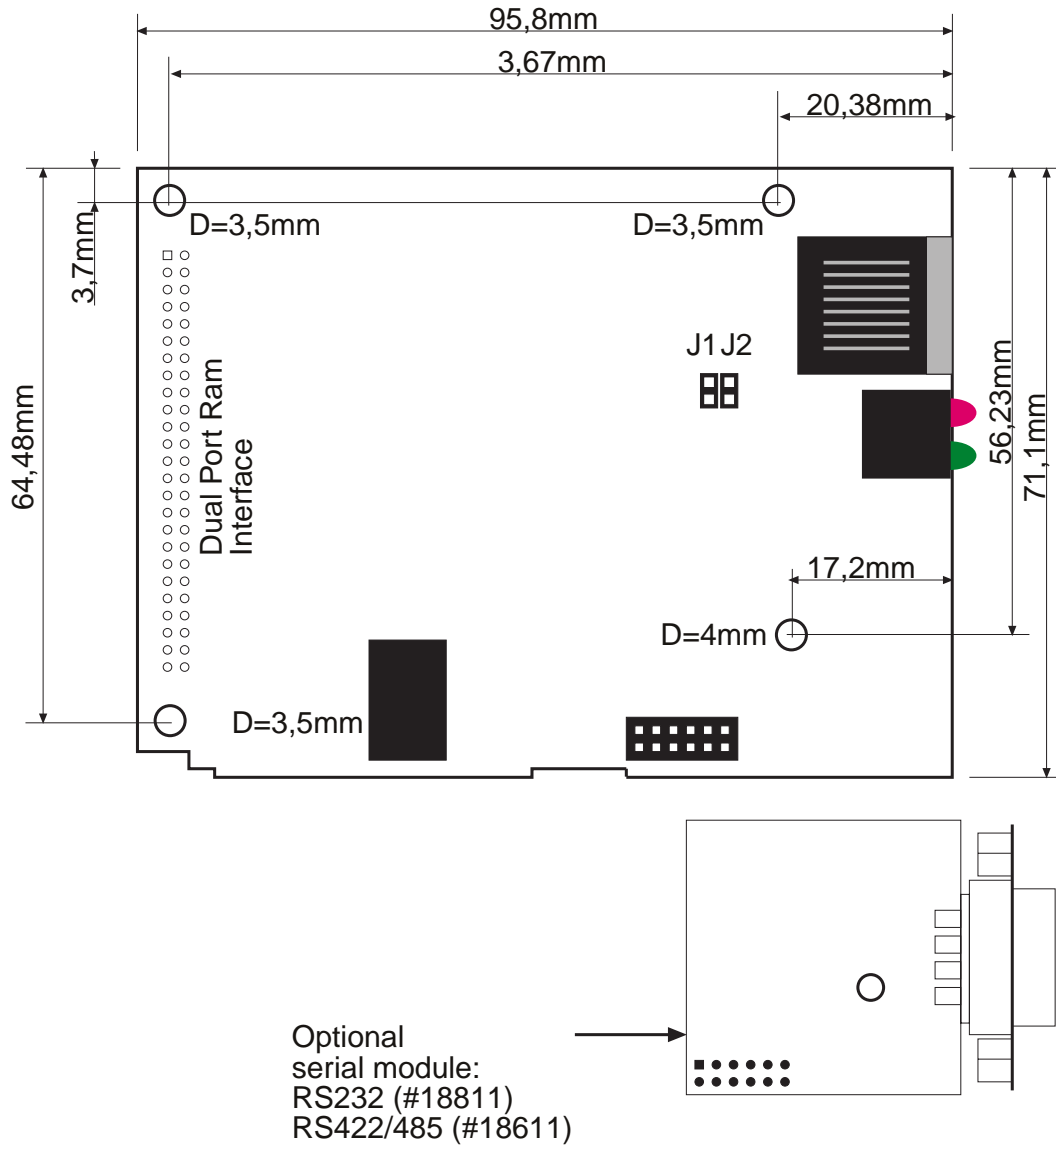 95,8mm
3,67mm
20,38mm
D=3,5mm
D=3,5mm
3,7mm
J1 J2
64,48mm
Dual Port Ram
Interface
56,23mm
71,1mm
17,2mm
D=4mm
D=3,5mm
Optional
serial module:
RS232 (#18811)
RS422/485 (#18611)